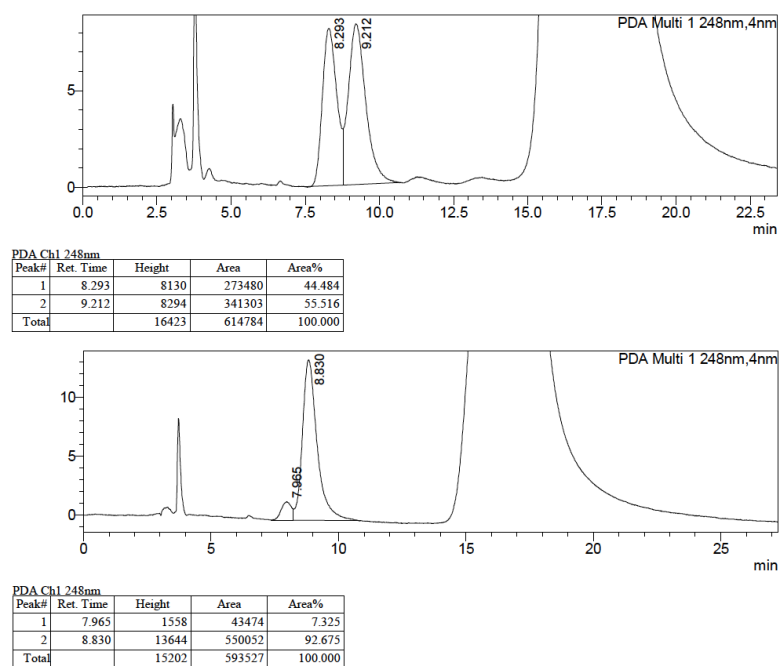 PDA Multi 1 248nm,4nm
8.293
9.212
5
0
0.0 2.5 5.0 7.5 10.0 12.5 15.0 17.5 20.0 22.5
min
PDA Ch1 248nm
Peak# Ret. Time Height Area Area%
1 8.293 8130 273480 44.484
2 9.212 8294 341303 55.516
Total 16423 614784 100.000
PDA Multi 1 248nm,4nm
8.830
7.965
10
5
0
0 5 10 15 20 25
min
PDA Ch1 248nm
Peak# Ret. Time Height Area Area%
1 7.965 1558 43474 7.325
2 8.830 13644 550052 92.675
Total 15202 593527 100.000